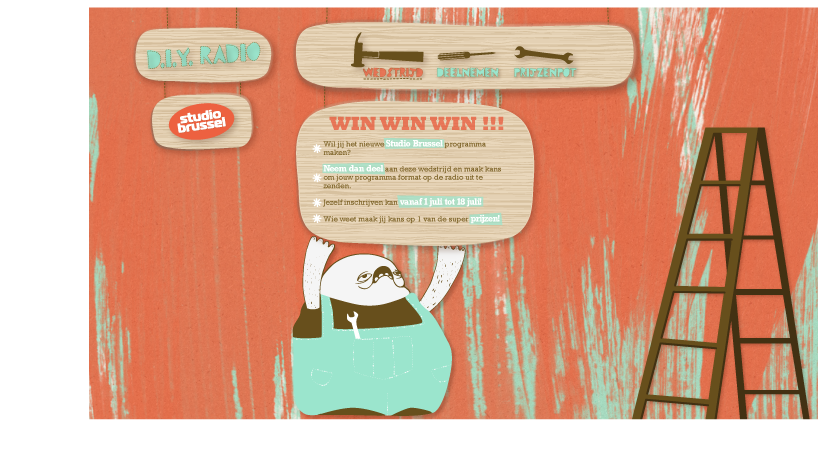 D.I.Y. RADIO
WEDSTRIJD DEELNEMEN PRIJZENPOT
studio
brussel
WIN WIN WIN !!!
Wil jij het nieuwe Studio Brussel programma
maken?
Neem dan deel aan deze wedstrijd en maak kans
om jouw programma format op de radio uit te
zenden.
Jezelf inschrijven kan vanaf 1 juli tot 18 juli!
Wie weet maak jij kans op 1 van de super prijzen!